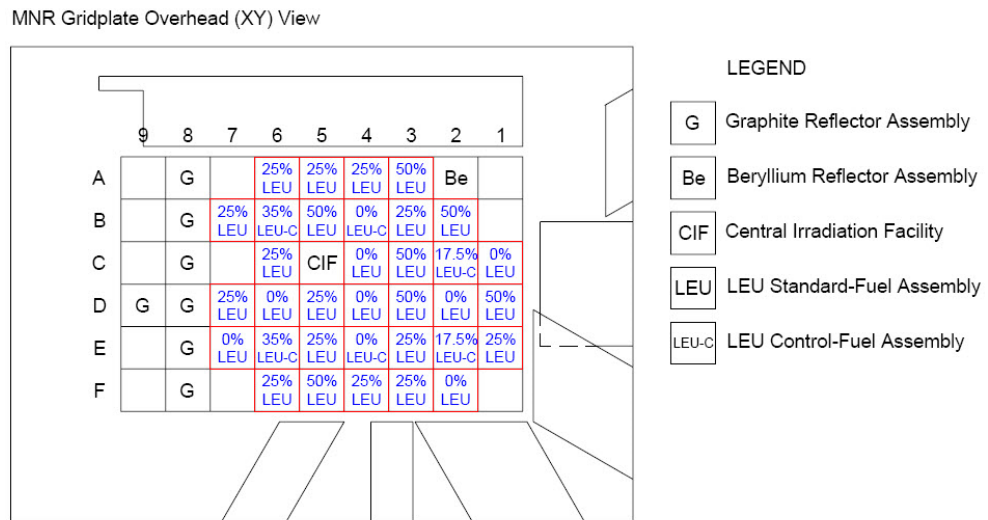 MNR Gridplate Overhead (XY) View
LEGEND
9 8 7 6 5 4 3 2 1
A G 25% LEU 25% LEU 25% LEU 50% LEU Be
B G 25% LEU 35% LEU-C 50% LEU 0% LEU-C 25% LEU 50% LEU
C G 25% LEU CIF 0% LEU 50% LEU 17.5% LEU-C 0% LEU
D G G 25% LEU 0% LEU 25% LEU 0% LEU 50% LEU 0% LEU 50% LEU
E G 0% LEU 35% LEU-C 25% LEU 0% LEU-C 25% LEU 17.5% LEU-C 25% LEU
F G 25% LEU 50% LEU 25% LEU 25% LEU 0% LEU
G Graphite Reflector Assembly
Be Beryllium Reflector Assembly
CIF Central Irradiation Facility
LEU LEU Standard-Fuel Assembly
LEU-C LEU Control-Fuel Assembly